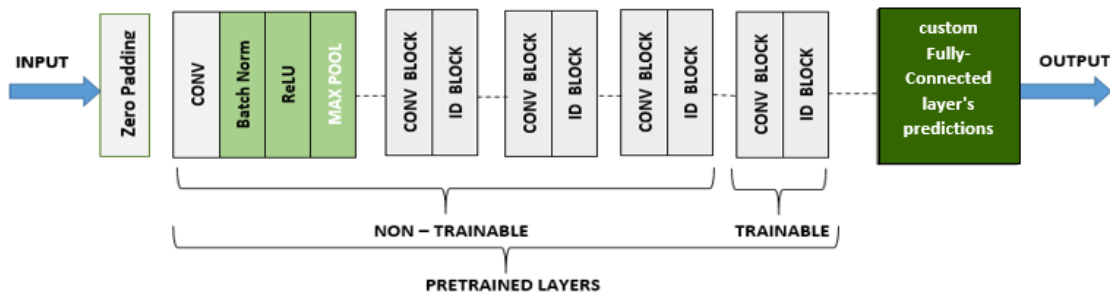 INPUT
Zero Padding
CONV
Batch Norm
ReLU
MAX POOL
CONV BLOCK
ID BLOCK
CONV BLOCK
ID BLOCK
CONV BLOCK
ID BLOCK
CONV BLOCK
ID BLOCK
custom
Fully-
Connected
layer's
predictions
OUTPUT
NON – TRAINABLE
TRAINABLE
PRETRAINED LAYERS